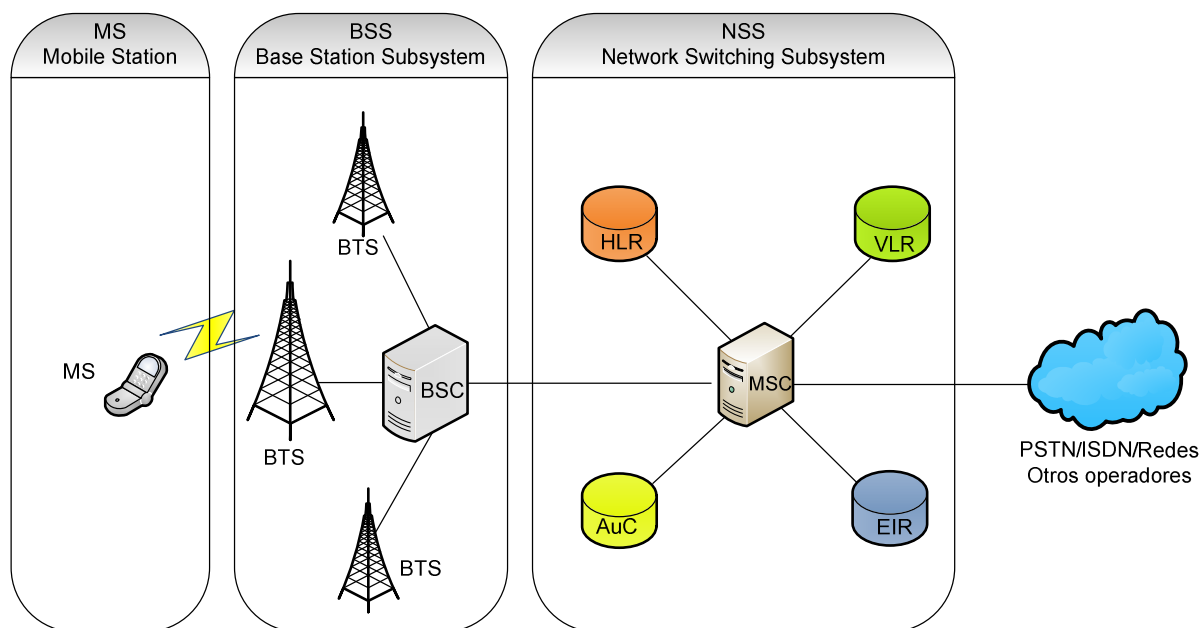 MS
Mobile Station
BSS
Base Station Subsystem
NSS
Network Switching Subsystem
BTS
HLR
VLR
MS
BSC
MSC
BTS
PSTN/ISDN/Redes
Otros operadores
AuC
EIR
BTS